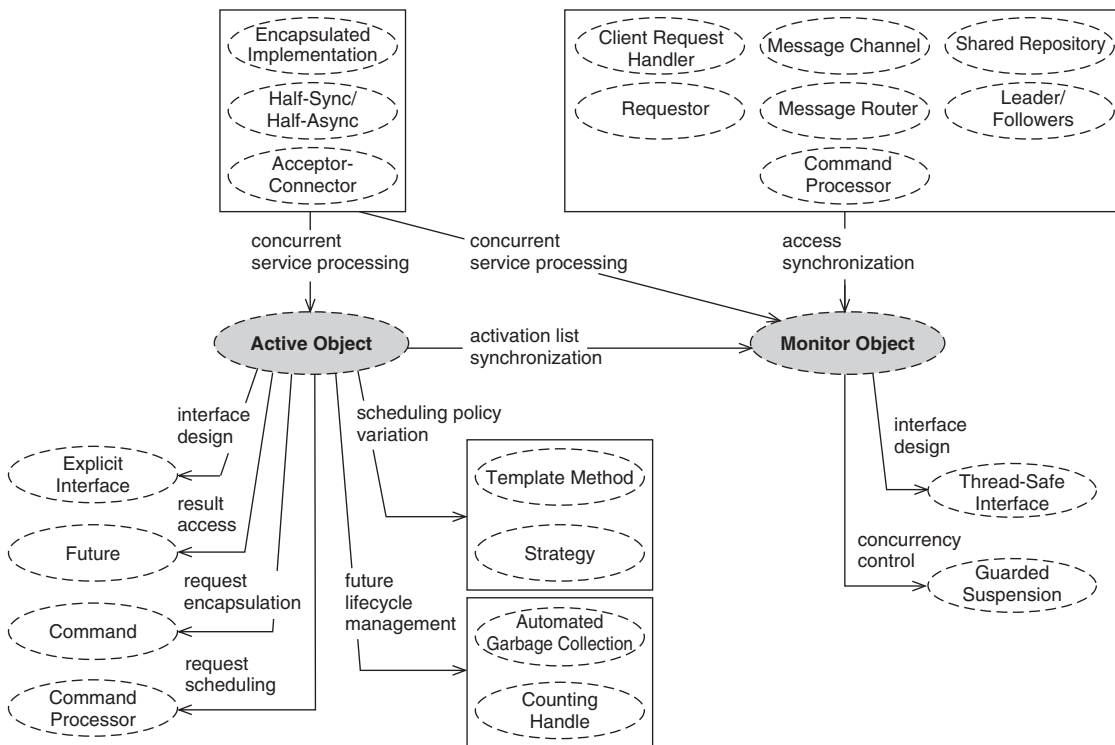 Encapsulated
Implementation
Half-Sync/
Half-Async
Acceptor-
Connector
Client Request
Handler
Message Channel
Shared Repository
Requestor
Message Router
Leader/
Followers
Command
Processor
concurrent
service processing
concurrent
service processing
access
synchronization
Active Object
activation list
synchronization
Monitor Object
interface
design
scheduling policy
variation
interface
design
Explicit
Interface
Template Method
Thread-Safe
Interface
result
access
Future
Strategy
concurrency
control
Guarded
Suspension
request
encapsulation
future
lifecycle
management
Command
Automated
Garbage Collection
request
scheduling
Command
Processor
Counting
Handle